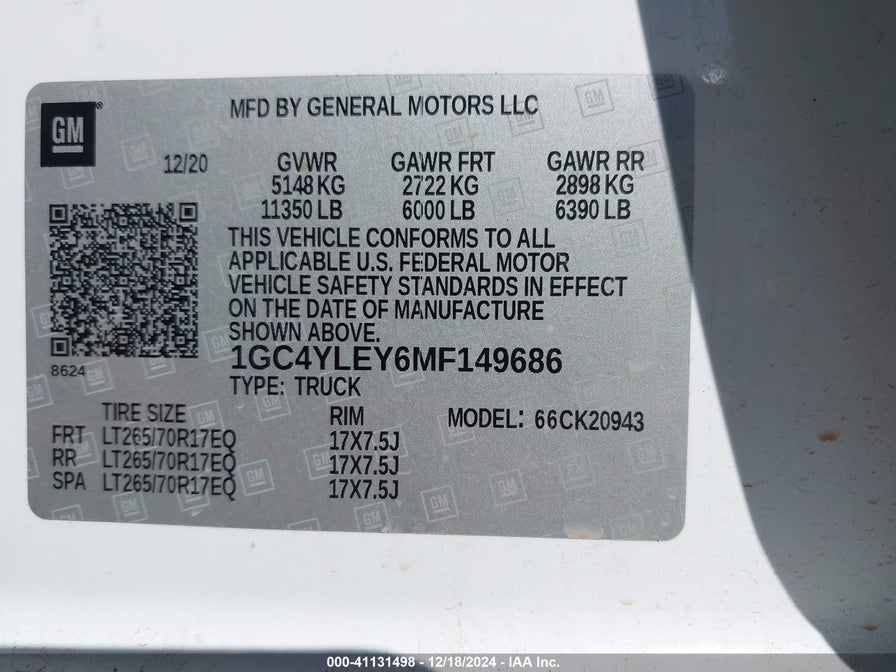 GM
MFD BY GENERAL MOTORS LLC
12/20 GVWR GAWR FRT GAWR RR
5148 KG 2722 KG 2898 KG
11350 LB 6000 LB 6390 LB
THIS VEHICLE CONFORMS TO ALL
APPLICABLE U.S. FEDERAL MOTOR
VEHICLE SAFETY STANDARDS IN EFFECT
ON THE DATE OF MANUFACTURE
SHOWN ABOVE.
1GC4YLEY6MF149686
8624
TYPE: TRUCK
TIRE SIZE RIM MODEL: 66CK20943
FRT LT265/70R17EQ 17X7.5J
RR LT265/70R17EQ 17X7.5J
SPA LT265/70R17EQ 17X7.5J
000-41131498 - 12/18/2024 - IAA Inc.